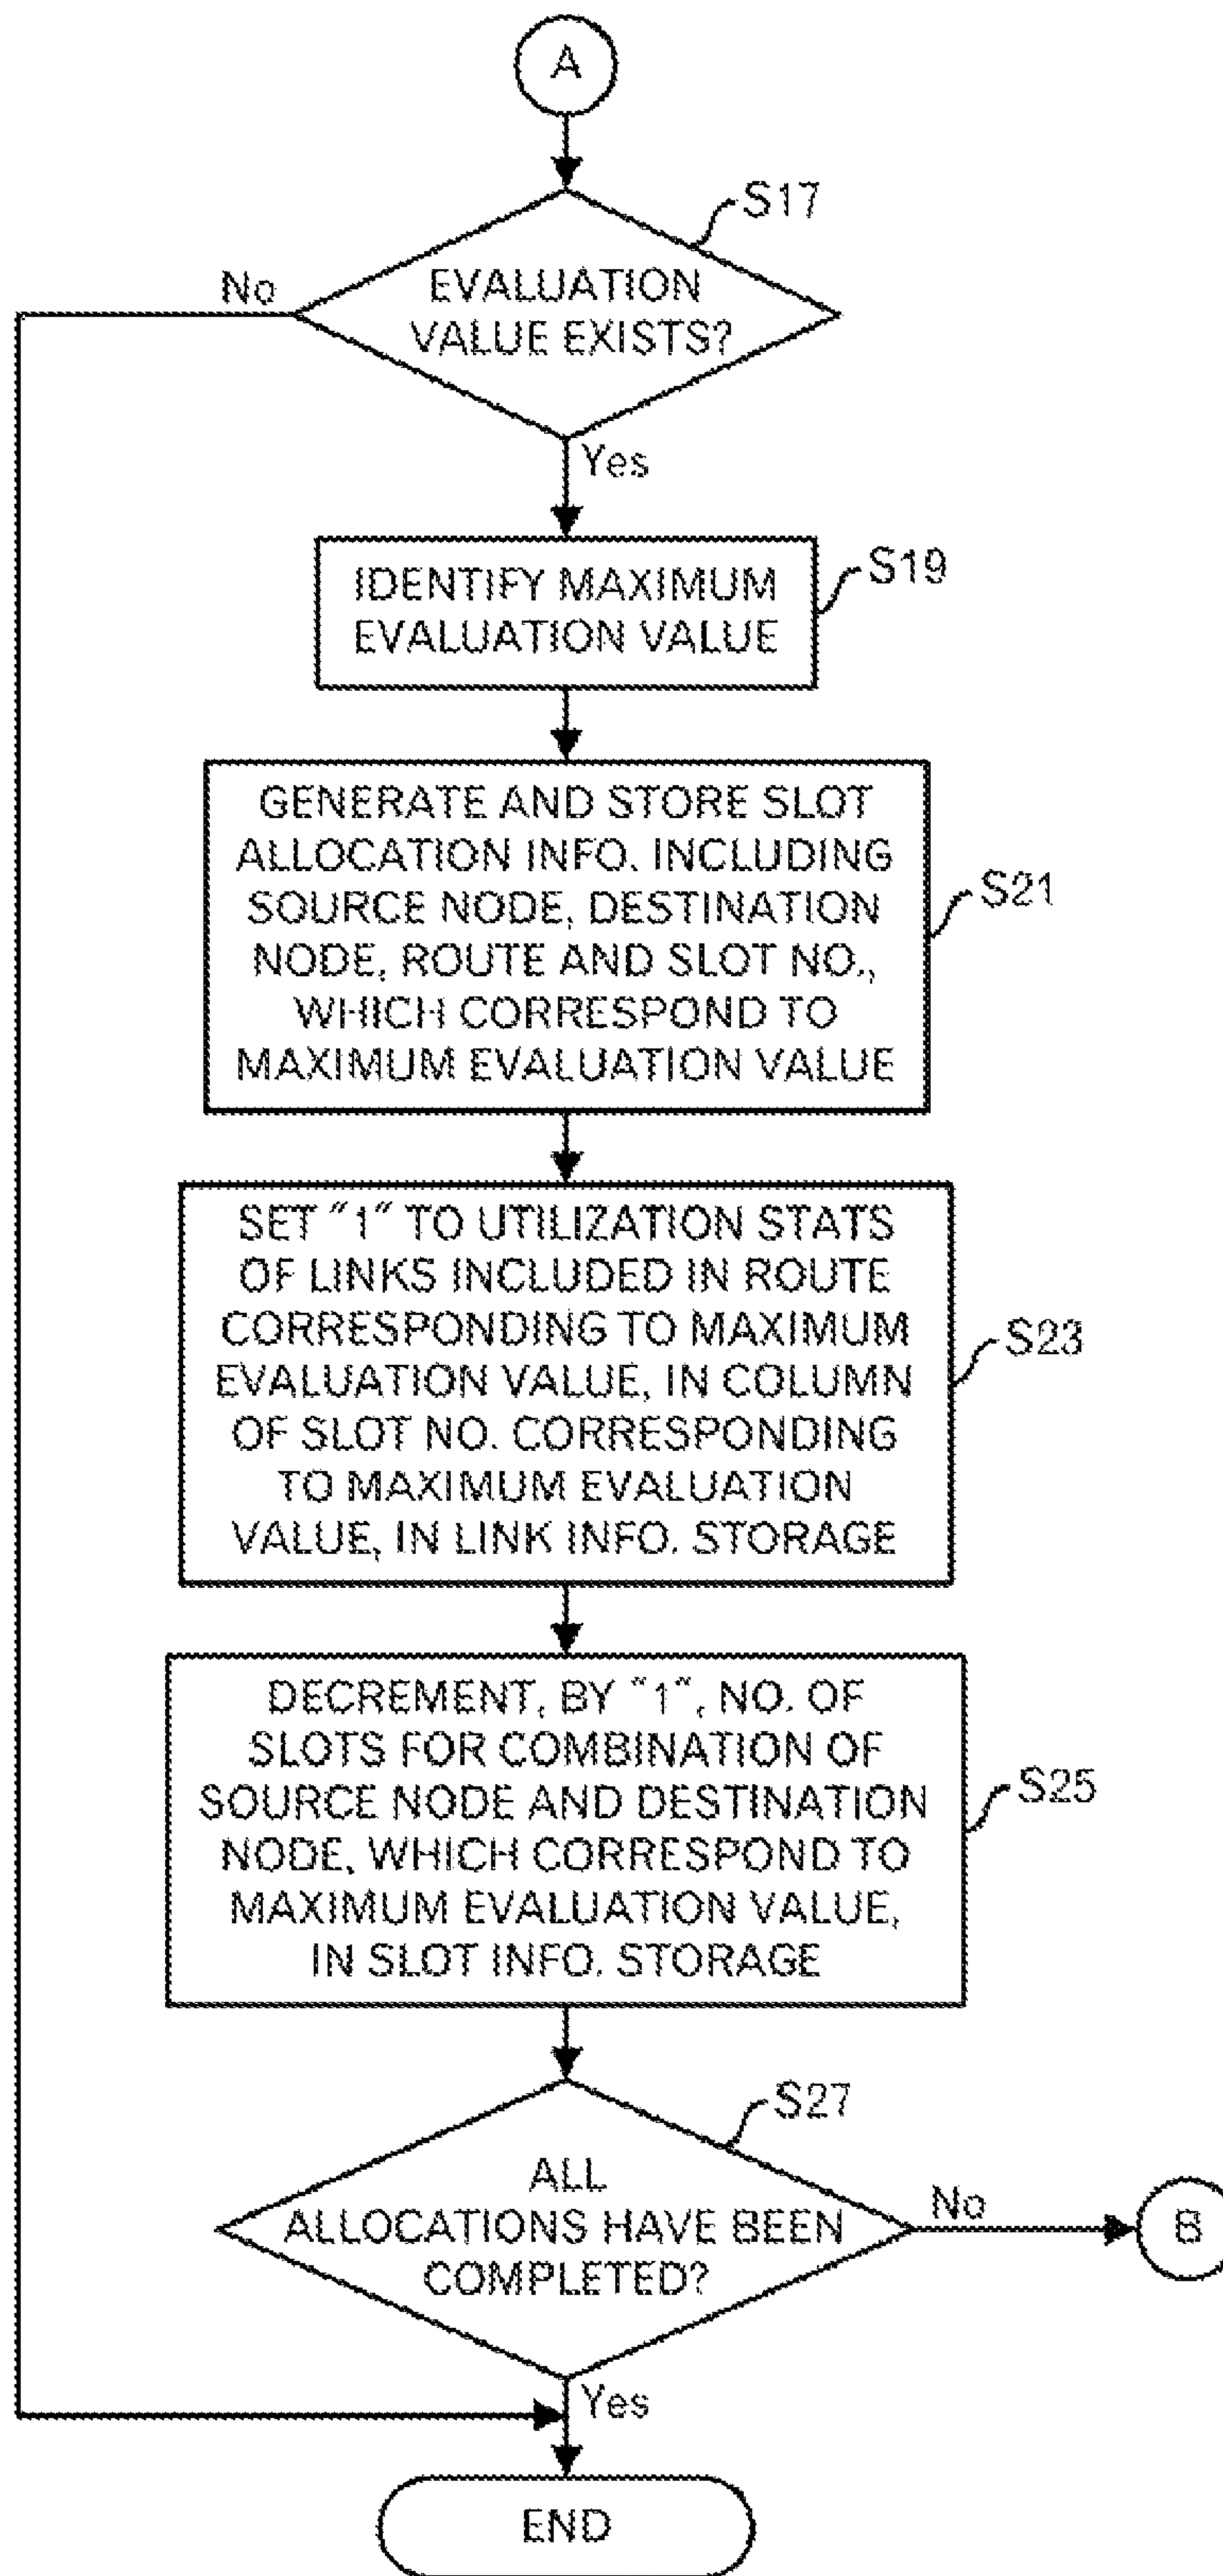 A
S17
No
EVALUATION
VALUE EXISTS?
Yes
S19
IDENTIFY MAXIMUM
EVALUATION VALUE
GENERATE AND STORE SLOT
ALLOCATION INFO. INCLUDING
SOURCE NODE, DESTINATION
NODE, ROUTE AND SLOT NO.,
WHICH CORRESPOND TO
MAXIMUM EVALUATION VALUE
S21
SET "1" TO UTILIZATION STATS
OF LINKS INCLUDED IN ROUTE
CORRESPONDING TO MAXIMUM
EVALUATION VALUE, IN COLUMN
OF SLOT NO. CORRESPONDING
TO MAXIMUM EVALUATION
VALUE, IN LINK INFO. STORAGE
S23
DECREMENT, BY "1", NO. OF
SLOTS FOR COMBINATION OF
SOURCE NODE AND DESTINATION
NODE, WHICH CORRESPOND TO
MAXIMUM EVALUATION VALUE,
IN SLOT INFO. STORAGE
S25
S27
ALL
ALLOCATIONS HAVE BEEN
COMPLETED?
No
B
Yes
END